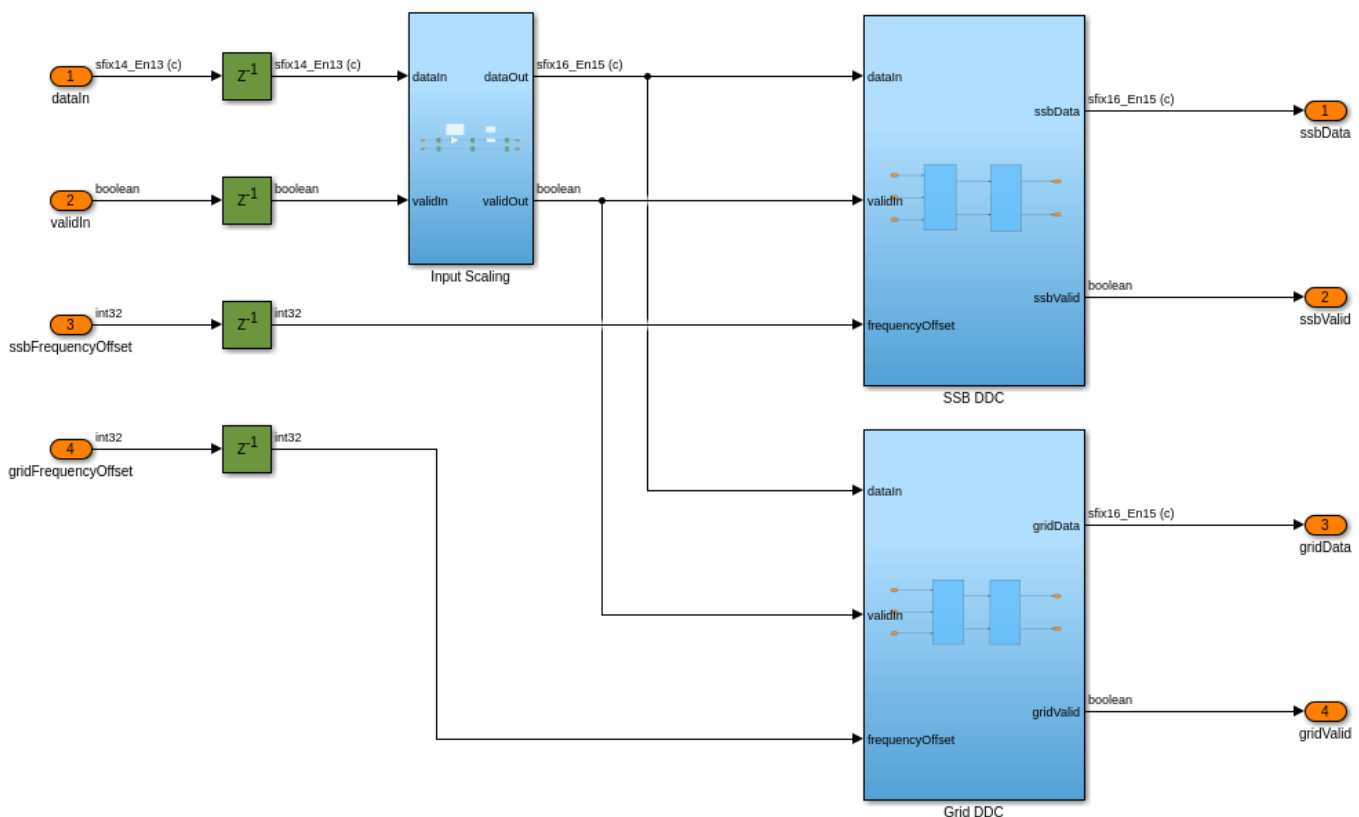 sfix14_En13 (c)
sfix14_En13 (c)
sfix16_En15 (c)
1
Z-1
dataIn
dataOut
dataIn
dataIn
ssbData
sfix16_En15 (c)
1
ssbData
boolean
boolean
boolean
2
Z-1
validIn
validOut
validIn
validIn
Input Scaling
ssbValid
boolean
2
ssbValid
int32
int32
3
Z-1
frequencyOffset
ssbFrequencyOffset
SSB DDC
int32
int32
4
Z-1
gridFrequencyOffset
dataIn
gridData
sfix16_En15 (c)
3
gridData
validIn
gridValid
boolean
4
gridValid
frequencyOffset
Grid DDC